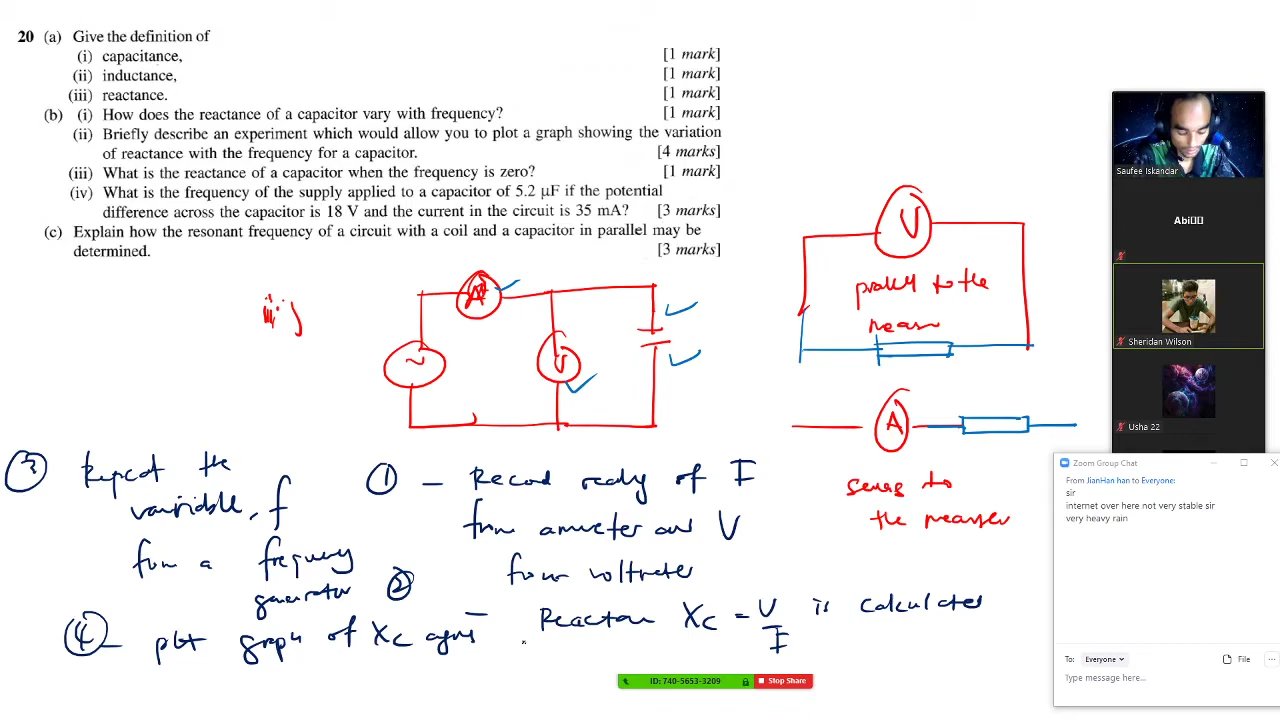 20 (a) Give the definition of
(i) capacitance, [1 mark]
(ii) inductance, [1 mark]
(iii) reactance. [1 mark]
(b) (i) How does the reactance of a capacitor vary with frequency? [1 mark]
(ii) Briefly describe an experiment which would allow you to plot a graph showing the variation
of reactance with the frequency for a capacitor. [4 marks]
(iii) What is the reactance of a capacitor when the frequency is zero? [1 mark]
(iv) What is the frequency of the supply applied to a capacitor of 5.2 μF if the potential
difference across the capacitor is 18 V and the current in the circuit is 35 mA? [3 marks]
(c) Explain how the resonant frequency of a circuit with a coil and a capacitor in parallel may be
determined. [3 marks]
A
V
V
to the
A
to
the
③ Repeat the
variable, f
from a frequency
generator
① – Record of I
from ammeter and V
from voltmeter
② – Xc = V/I is calculated
④ – plot graph of Xc
Saufee Iskandar
Abi
Sheridan Wilson
Usha 22
Zoom Group Chat
From JianHan han to Everyone:
sir
internet over here not very stable sir
very heavy rain
To: Everyone
File
Type message here...
ID: 740-5653-3209
Stop Share